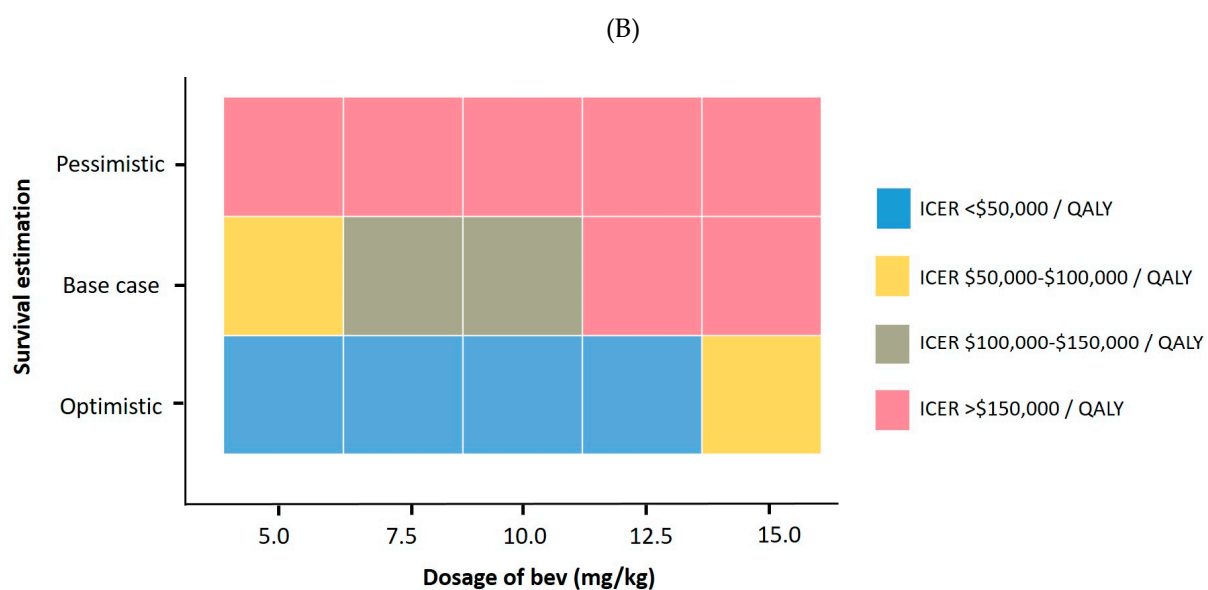 (B)
Survival estimation
Pessimistic
Base case
Optimistic
5.0 7.5 10.0 12.5 15.0
Dosage of bev (mg/kg)
ICER <$50,000 / QALY
ICER $50,000-$100,000 / QALY
ICER $100,000-$150,000 / QALY
ICER >$150,000 / QALY